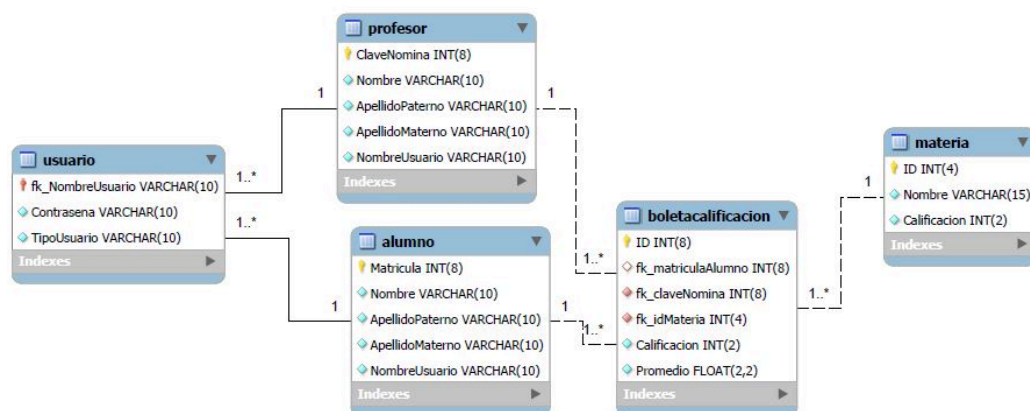 profesor
ClaveNomina INT(8)
Nombre VARCHAR(10)
ApellidoPaterno VARCHAR(10)
ApellidoMaterno VARCHAR(10)
NombreUsuario VARCHAR(10)
Indexes
1
1
usuario
fk_NombreUsuario VARCHAR(10)
Contrasena VARCHAR(10)
TipoUsuario VARCHAR(10)
Indexes
1..*
1..*
alumno
Matricula INT(8)
Nombre VARCHAR(10)
ApellidoPaterno VARCHAR(10)
ApellidoMaterno VARCHAR(10)
NombreUsuario VARCHAR(10)
Indexes
1
1
boletacalificacion
ID INT(8)
fk_matriculaAlumno INT(8)
fk_claveNomina INT(8)
fk_idMateria INT(4)
Calificacion INT(2)
Promedio FLOAT(2,2)
Indexes
1..*
1..*
1..*
materia
ID INT(4)
Nombre VARCHAR(15)
Calificacion INT(2)
Indexes
1